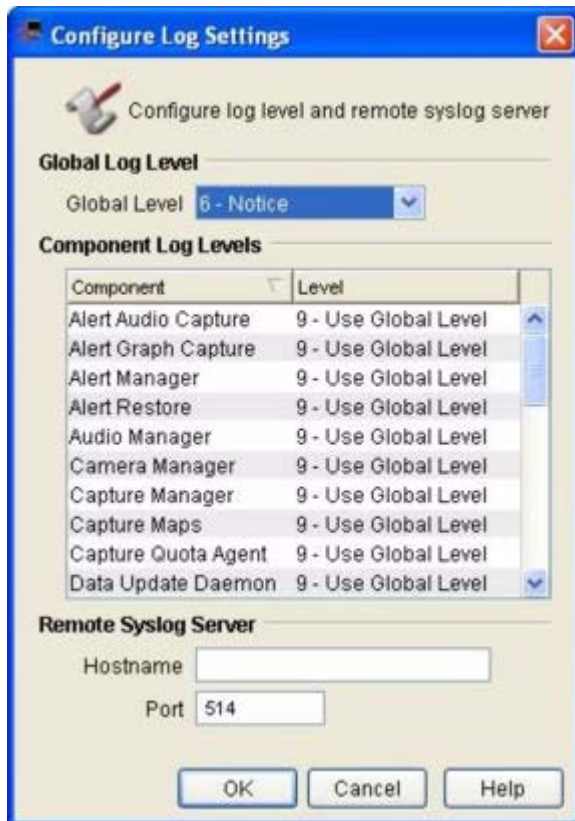 Configure Log Settings
Configure log level and remote syslog server
Global Log Level
Global Level 6 - Notice
Component Log Levels
Component Level
Alert Audio Capture 9 - Use Global Level
Alert Graph Capture 9 - Use Global Level
Alert Manager 9 - Use Global Level
Alert Restore 9 - Use Global Level
Audio Manager 9 - Use Global Level
Camera Manager 9 - Use Global Level
Capture Manager 9 - Use Global Level
Capture Maps 9 - Use Global Level
Capture Quota Agent 9 - Use Global Level
Data Update Daemon 9 - Use Global Level
Remote Syslog Server
Hostname
Port 514
OK Cancel Help